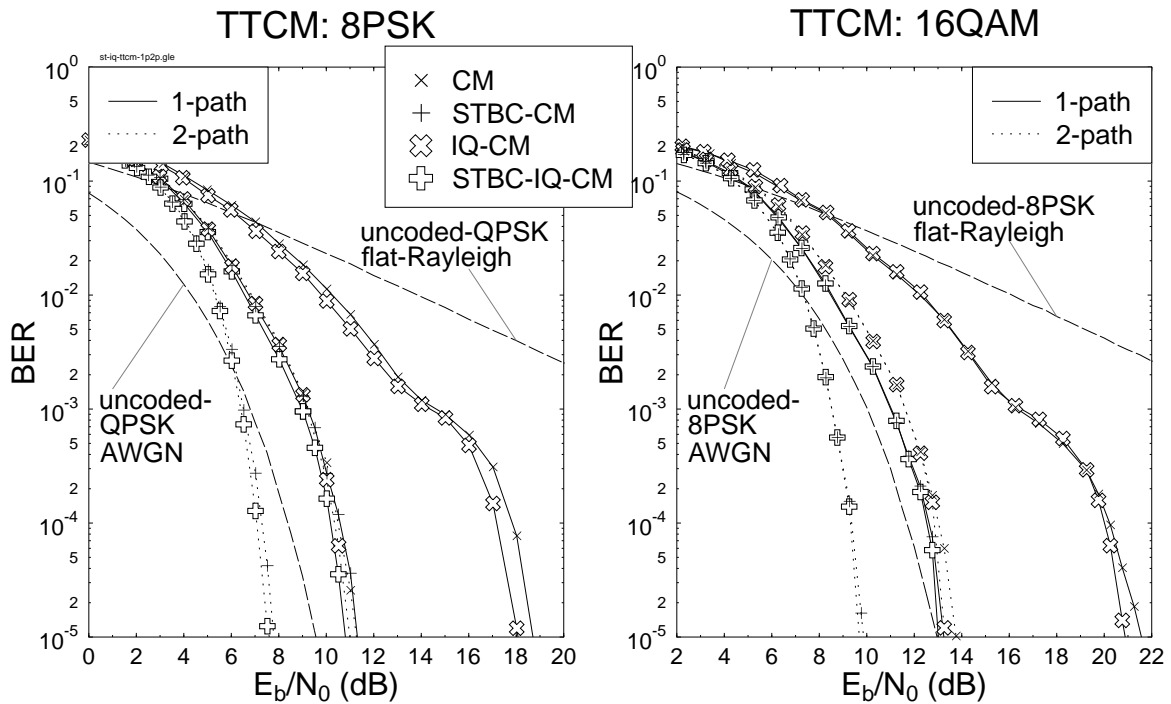 TTCM: 8PSK
st-iq-ttcm-1p2p.gle
10^0
5
2
10^-1
5
2
10^-2
5
2
10^-3
5
2
10^-4
5
2
10^-5
BER
1-path
2-path
CM
STBC-CM
IQ-CM
STBC-IQ-CM
uncoded-QPSK
flat-Rayleigh
uncoded-
QPSK
AWGN
0 2 4 6 8 10 12 14 16 18 20
E_b/N_0 (dB)
TTCM: 16QAM
10^0
5
2
10^-1
5
2
10^-2
5
2
10^-3
5
2
10^-4
5
2
10^-5
BER
1-path
2-path
uncoded-8PSK
flat-Rayleigh
uncoded-
8PSK
AWGN
2 4 6 8 10 12 14 16 18 20 22
E_b/N_0 (dB)